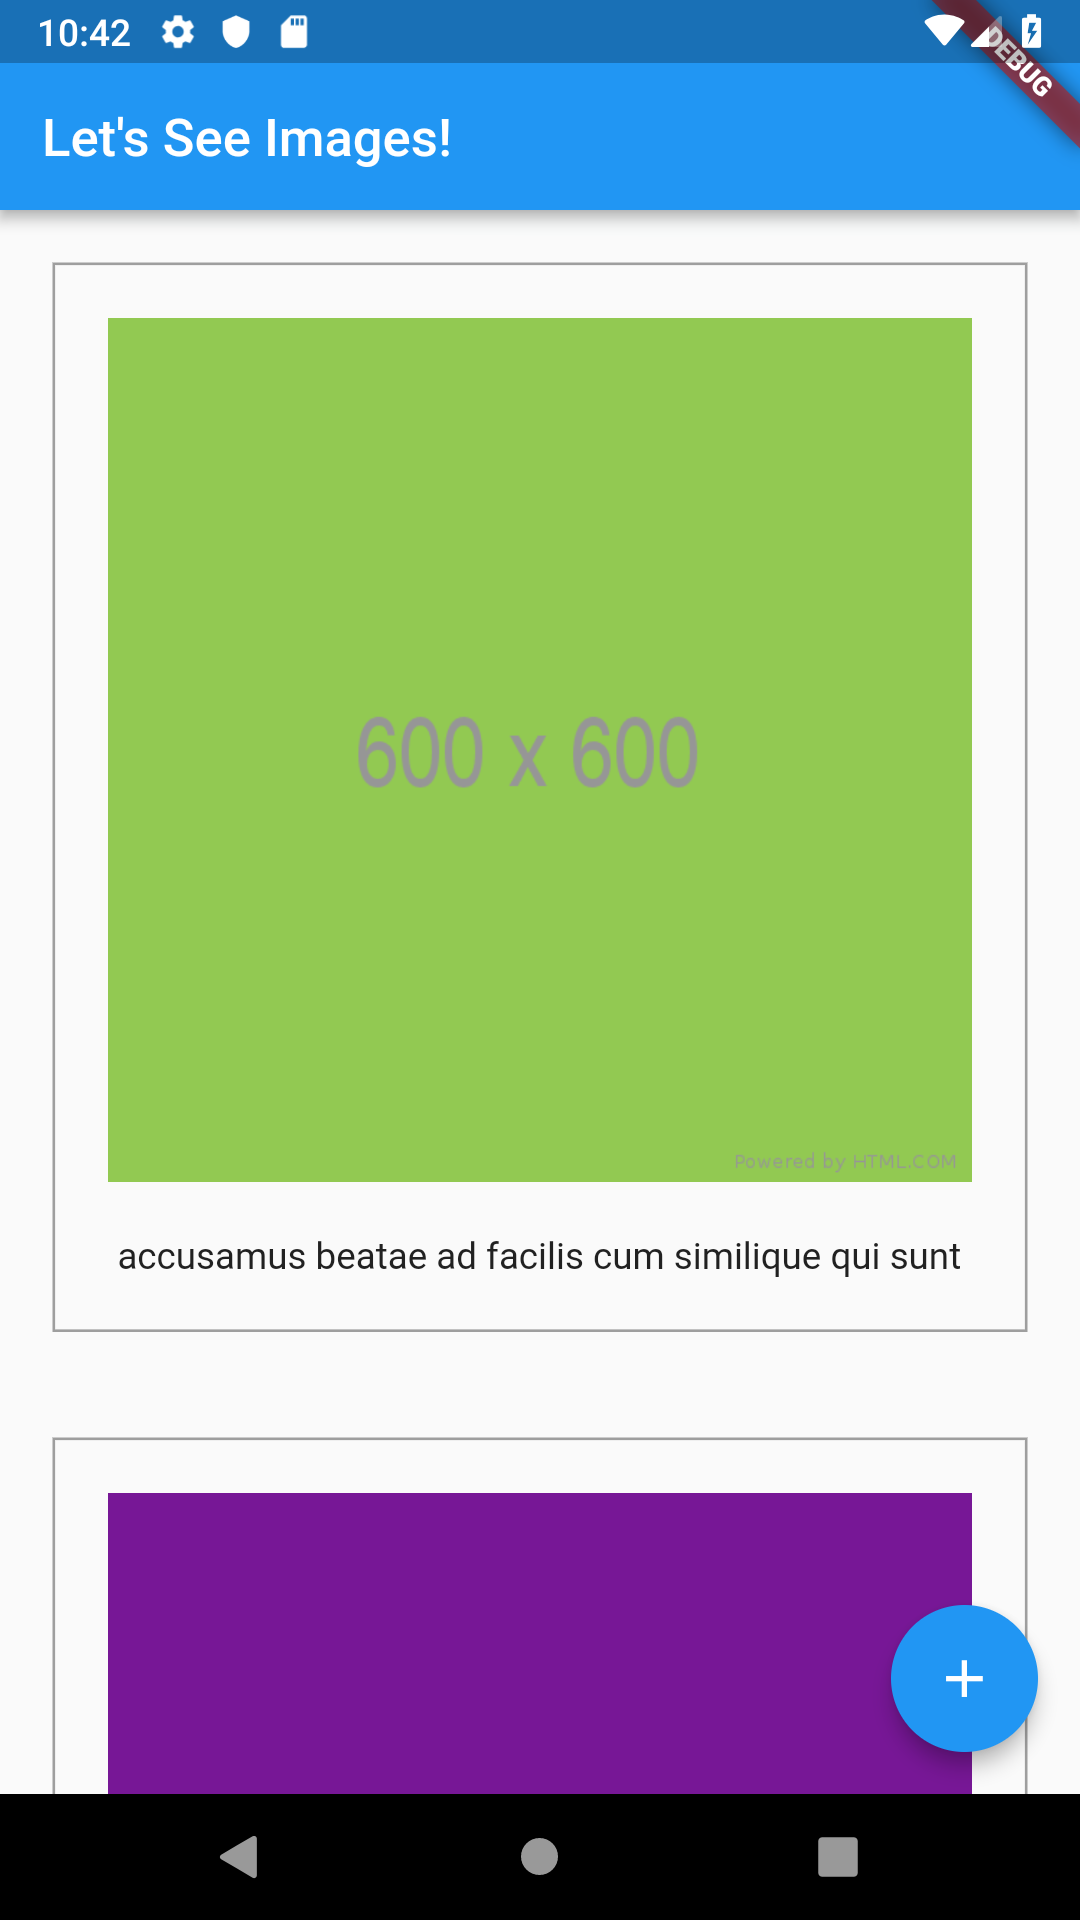 10:42
DEBUG
Let's See Images!
600 x 600
Powered by HTML.COM
accusamus beatae ad facilis cum similique qui sunt